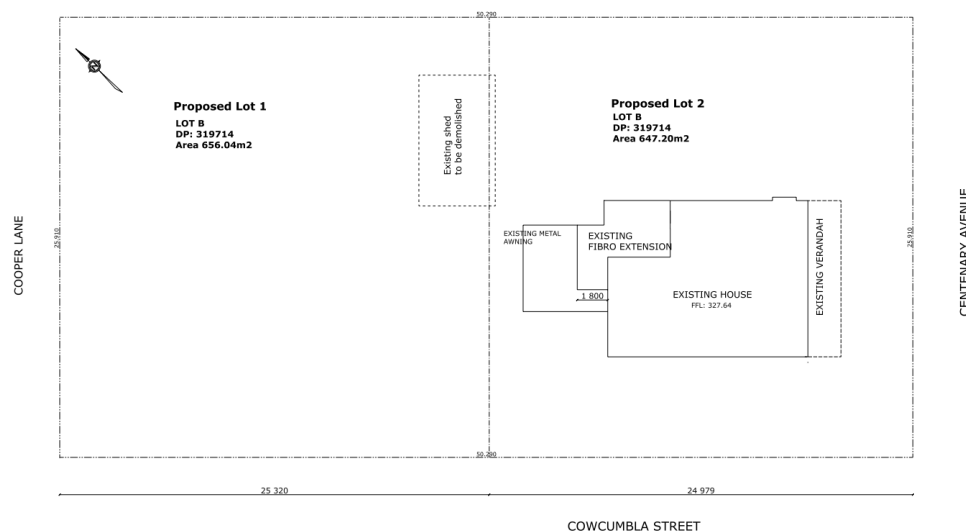 50.290
Proposed Lot 1
LOT B
DP: 319714
Area 656.04m2
Existing shed
to be demolished
Proposed Lot 2
LOT B
DP: 319714
Area 647.20m2
COOPER LANE
25.910
EXISTING METAL
AWNING
EXISTING
FIBRO EXTENSION
1 800
EXISTING HOUSE
FFL: 327.64
EXISTING VERANDAH
25.910
CENTENARY AVENUE
50.290
25 320
24 979
COWCUMBLA STREET